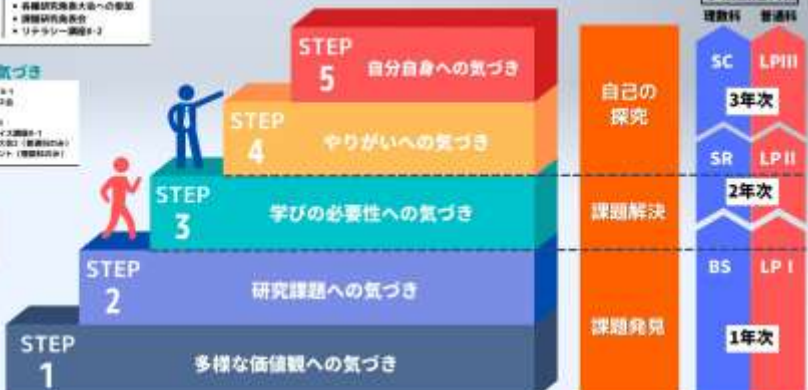 各種研究発表大会への参加
課題研究発表会
リテラシー講座Ⅱ-2
気づき
理数科 普通科
STEP 5 自分自身への気づき
STEP 4 やりがいへの気づき
STEP 3 学びの必要性への気づき
STEP 2 研究課題への気づき
STEP 1 多様な価値観への気づき
自己の
探究
課題解決
課題発見
SC LPIII
3年次
SR LPII
2年次
BS LP I
1年次